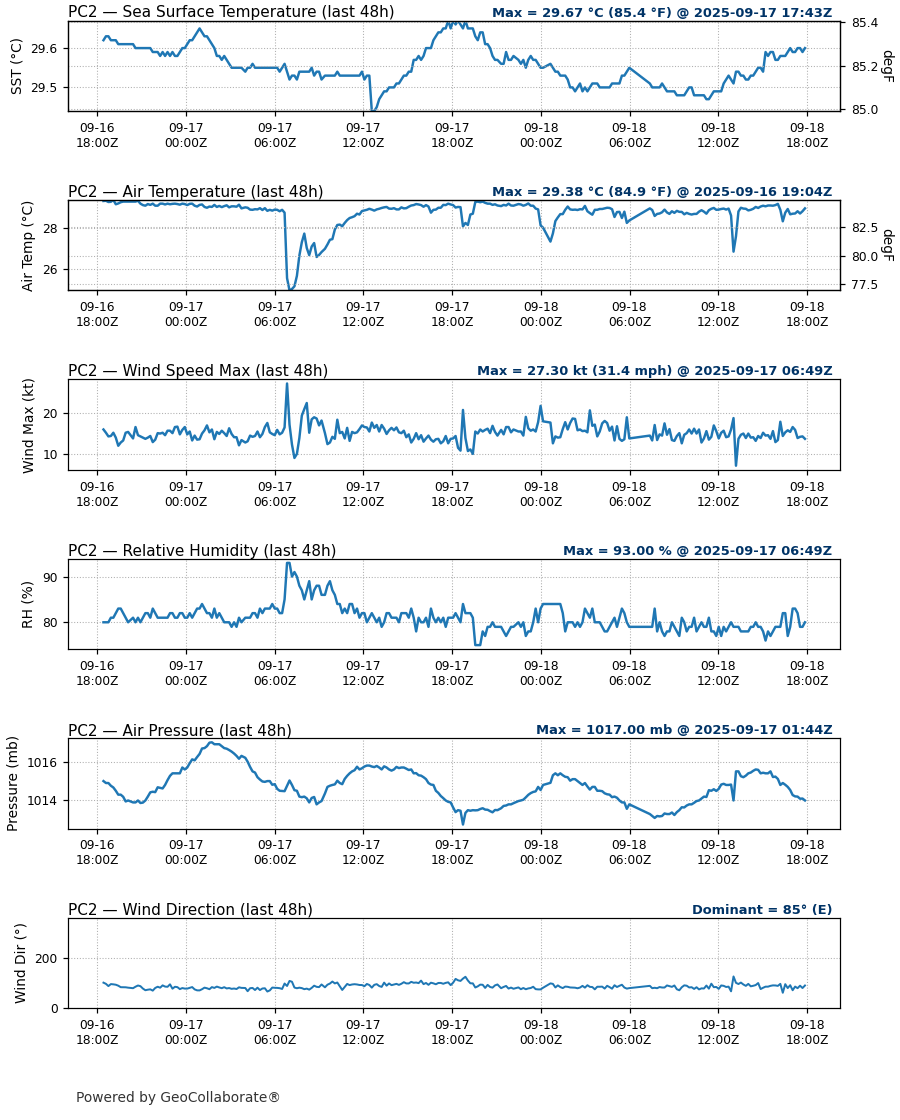 PC2 — Sea Surface Temperature (last 48h)
Max = 29.67 °C (85.4 °F) @ 2025-09-17 17:43Z
SST (°C)
29.6
29.5
85.4
85.2
85.0
degF
09-16 09-17 09-17 09-17 09-17 09-18 09-18 09-18 09-18
18:00Z 00:00Z 06:00Z 12:00Z 18:00Z 00:00Z 06:00Z 12:00Z 18:00Z
PC2 — Air Temperature (last 48h)
Max = 29.38 °C (84.9 °F) @ 2025-09-16 19:04Z
Air Temp (°C)
28
26
82.5
80.0
77.5
degF
09-16 09-17 09-17 09-17 09-17 09-18 09-18 09-18 09-18
18:00Z 00:00Z 06:00Z 12:00Z 18:00Z 00:00Z 06:00Z 12:00Z 18:00Z
PC2 — Wind Speed Max (last 48h)
Max = 27.30 kt (31.4 mph) @ 2025-09-17 06:49Z
Wind Max (kt)
20
10
09-16 09-17 09-17 09-17 09-17 09-18 09-18 09-18 09-18
18:00Z 00:00Z 06:00Z 12:00Z 18:00Z 00:00Z 06:00Z 12:00Z 18:00Z
PC2 — Relative Humidity (last 48h)
Max = 93.00 % @ 2025-09-17 06:49Z
RH (%)
90
80
09-16 09-17 09-17 09-17 09-17 09-18 09-18 09-18 09-18
18:00Z 00:00Z 06:00Z 12:00Z 18:00Z 00:00Z 06:00Z 12:00Z 18:00Z
PC2 — Air Pressure (last 48h)
Max = 1017.00 mb @ 2025-09-17 01:44Z
Pressure (mb)
1016
1014
09-16 09-17 09-17 09-17 09-17 09-18 09-18 09-18 09-18
18:00Z 00:00Z 06:00Z 12:00Z 18:00Z 00:00Z 06:00Z 12:00Z 18:00Z
PC2 — Wind Direction (last 48h)
Dominant = 85° (E)
Wind Dir (°)
200
0
09-16 09-17 09-17 09-17 09-17 09-18 09-18 09-18 09-18
18:00Z 00:00Z 06:00Z 12:00Z 18:00Z 00:00Z 06:00Z 12:00Z 18:00Z
Powered by GeoCollaborate®